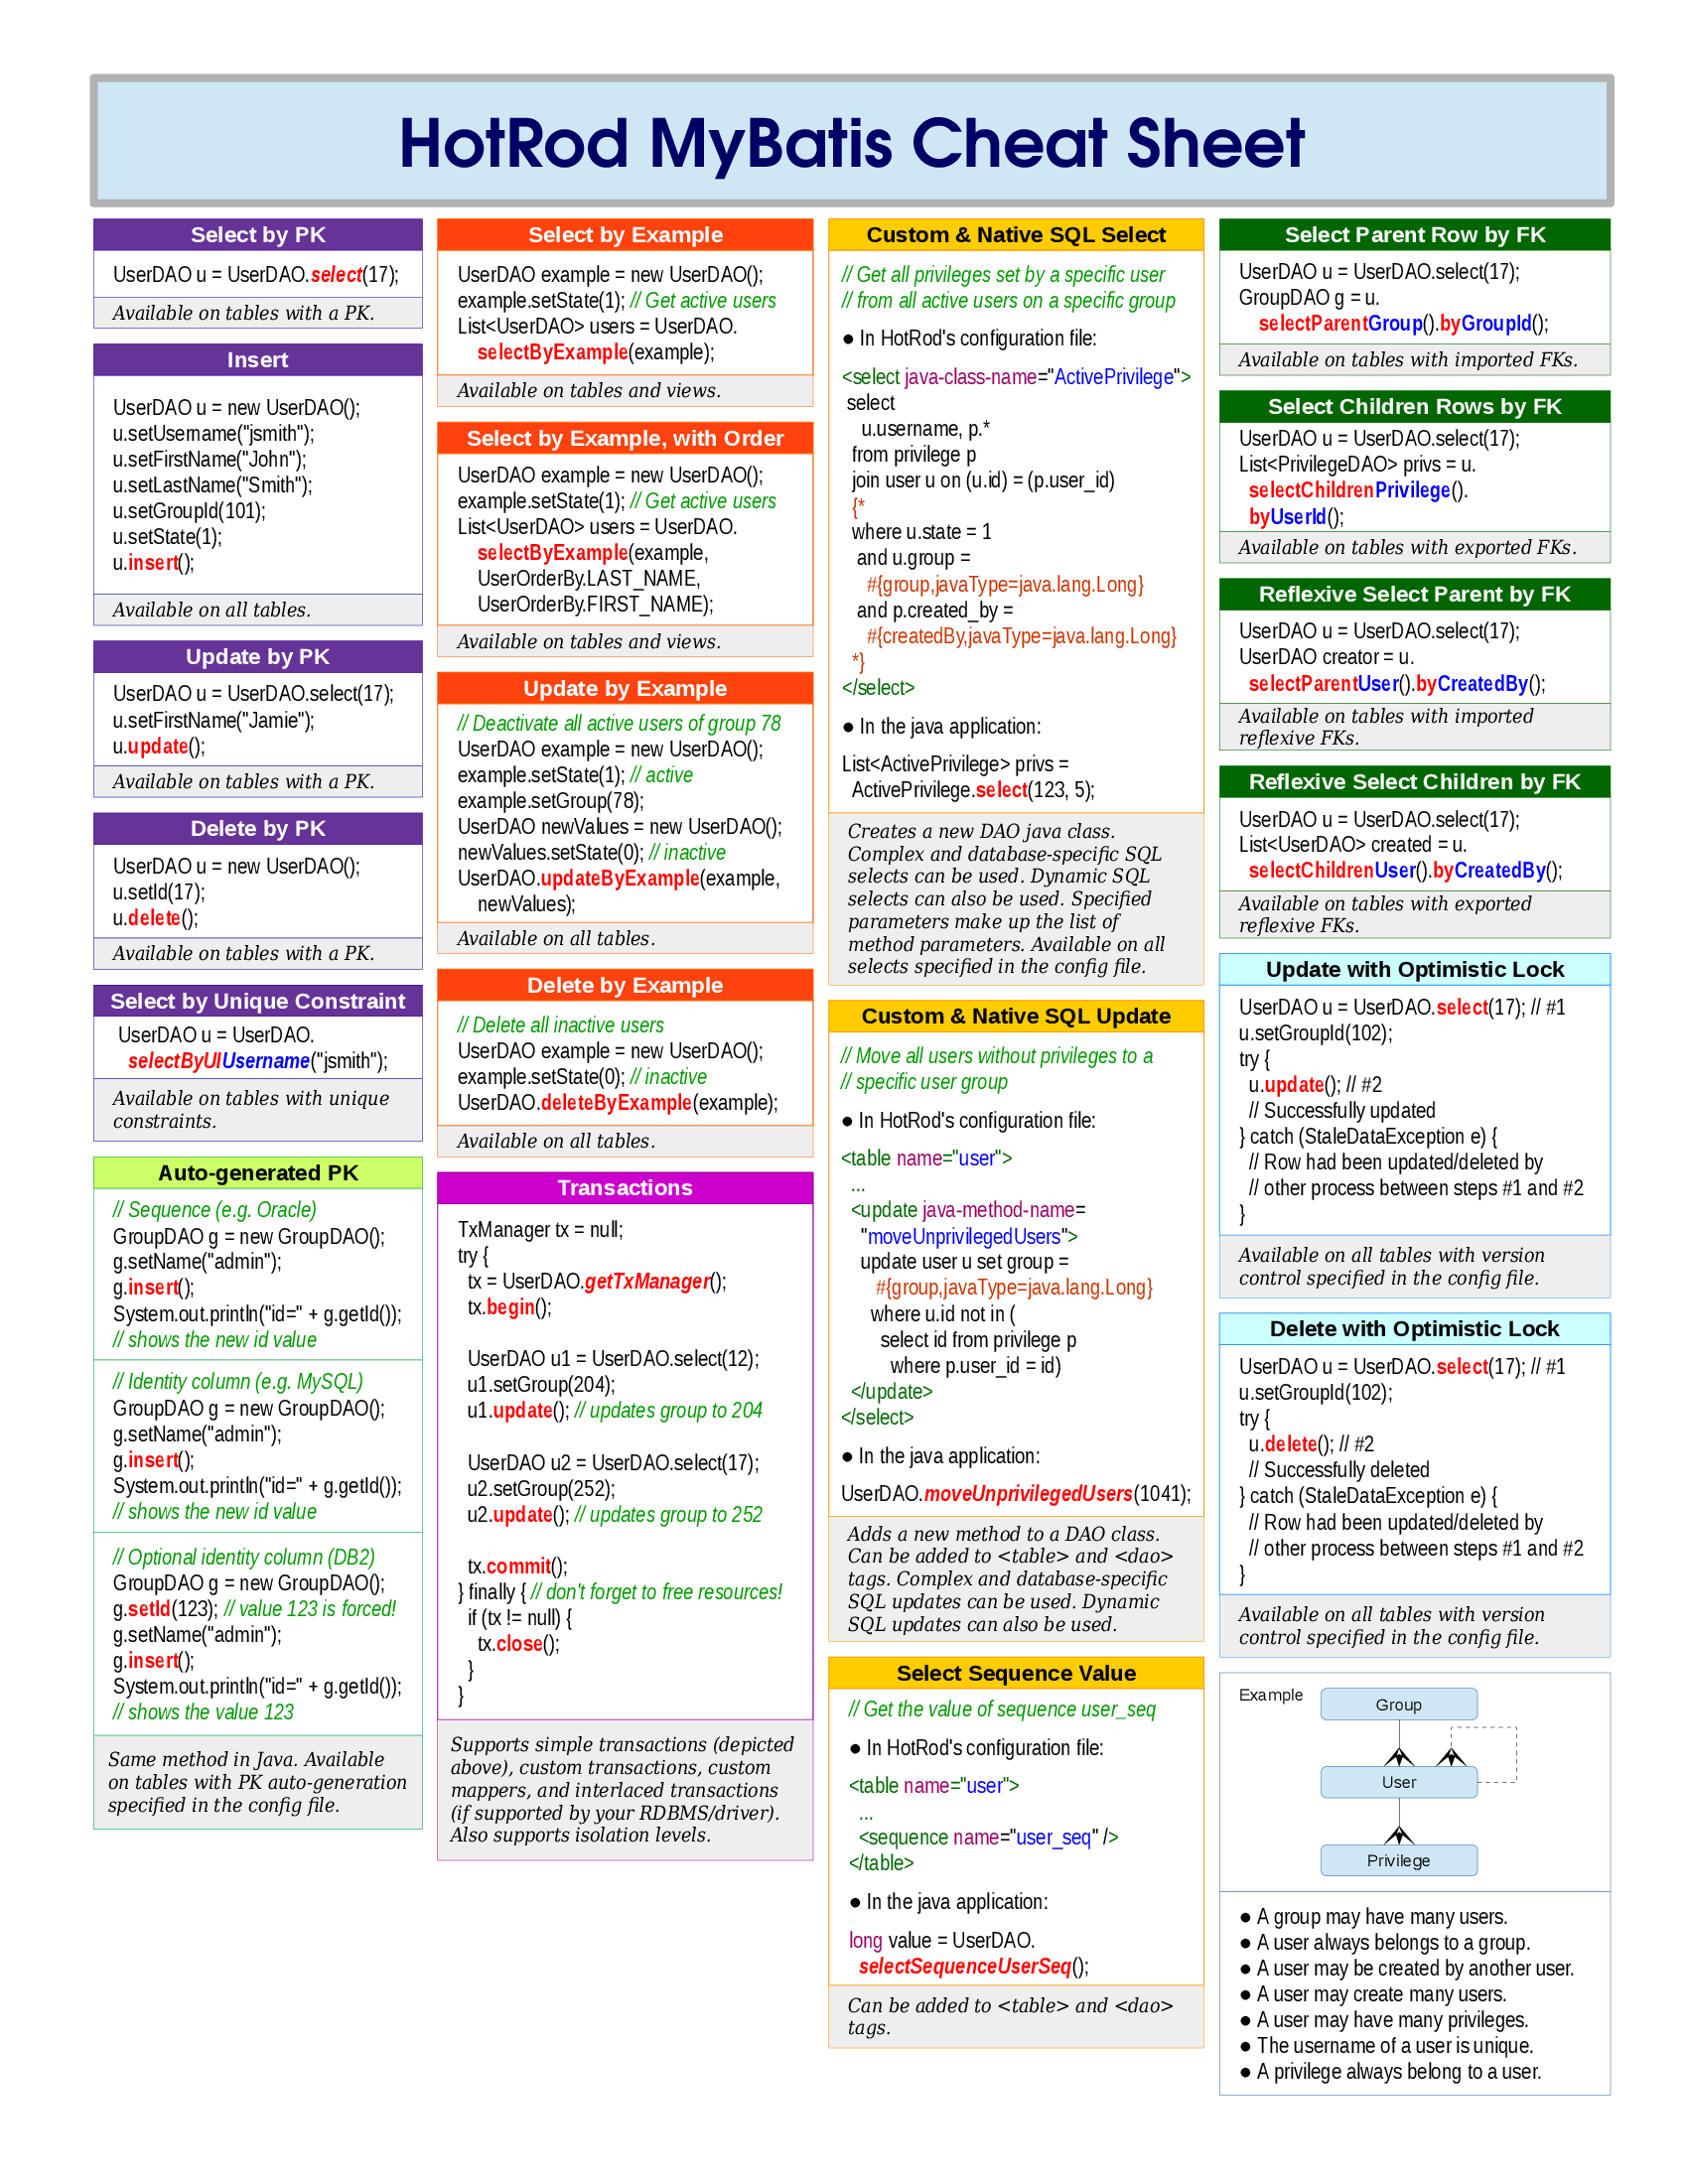 HotRod MyBatis Cheat Sheet
Select by PK
UserDAO u = UserDAO.select(17);
Available on tables with a PK.
Insert
UserDAO u = new UserDAO();
u.setUsername("jsmith");
u.setFirstName("John");
u.setLastName("Smith");
u.setGroupId(101);
u.setState(1);
u.insert();
Available on all tables.
Update by PK
UserDAO u = UserDAO.select(17);
u.setFirstName("Jamie");
u.update();
Available on tables with a PK.
Delete by PK
UserDAO u = new UserDAO();
u.setId(17);
u.delete();
Available on tables with a PK.
Select by Unique Constraint
UserDAO u = UserDAO.
selectByUIUsername("jsmith");
Available on tables with unique
constraints.
Auto-generated PK
// Sequence (e.g. Oracle)
GroupDAO g = new GroupDAO();
g.setName("admin");
g.insert();
System.out.println("id=" + g.getId());
// shows the new id value
// Identity column (e.g. MySQL)
GroupDAO g = new GroupDAO();
g.setName("admin");
g.insert();
System.out.println("id=" + g.getId());
// shows the new id value
// Optional identity column (DB2)
GroupDAO g = new GroupDAO();
g.setId(123); // value 123 is forced!
g.setName("admin");
g.insert();
System.out.println("id=" + g.getId());
// shows the value 123
Same method in Java. Available
on tables with PK auto-generation
specified in the config file.
Select by Example
UserDAO example = new UserDAO();
example.setState(1); // Get active users
List<UserDAO> users = UserDAO.
selectByExample(example);
Available on tables and views.
Select by Example, with Order
UserDAO example = new UserDAO();
example.setState(1); // Get active users
List<UserDAO> users = UserDAO.
selectByExample(example,
UserOrderBy.LAST_NAME,
UserOrderBy.FIRST_NAME);
Available on tables and views.
Update by Example
// Deactivate all active users of group 78
UserDAO example = new UserDAO();
example.setState(1); // active
example.setGroup(78);
UserDAO newValues = new UserDAO();
newValues.setState(0); // inactive
UserDAO.updateByExample(example,
newValues);
Available on all tables.
Delete by Example
// Delete all inactive users
UserDAO example = new UserDAO();
example.setState(0); // inactive
UserDAO.deleteByExample(example);
Available on all tables.
Transactions
TxManager tx = null;
try {
tx = UserDAO.getTxManager();
tx.begin();
UserDAO u1 = UserDAO.select(12);
u1.setGroup(204);
u1.update(); // updates group to 204
UserDAO u2 = UserDAO.select(17);
u2.setGroup(252);
u2.update(); // updates group to 252
tx.commit();
} finally { // don't forget to free resources!
if (tx != null) {
tx.close();
}
}
Supports simple transactions (depicted
above), custom transactions, custom
mappers, and interlaced transactions
(if supported by your RDBMS/driver).
Also supports isolation levels.
Custom & Native SQL Select
// Get all privileges set by a specific user
// from all active users on a specific group
● In HotRod's configuration file:
<select java-class-name="ActivePrivilege">
select
u.username, p.*
from privilege p
join user u on (u.id) = (p.user_id)
{*
where u.state = 1
and u.group =
#{group,javaType=java.lang.Long}
and p.created_by =
#{createdBy,javaType=java.lang.Long}
*}
</select>
● In the java application:
List<ActivePrivilege> privs =
ActivePrivilege.select(123, 5);
Creates a new DAO java class.
Complex and database-specific SQL
selects can be used. Dynamic SQL
selects can also be used. Specified
parameters make up the list of
method parameters. Available on all
selects specified in the config file.
Custom & Native SQL Update
// Move all users without privileges to a
// specific user group
● In HotRod's configuration file:
<table name="user">
...
<update java-method-name=
"moveUnprivilegedUsers">
update user u set group =
#{group,javaType=java.lang.Long}
where u.id not in (
select id from privilege p
where p.user_id = id)
</update>
</select>
● In the java application:
UserDAO.moveUnprivilegedUsers(1041);
Adds a new method to a DAO class.
Can be added to <table> and <dao>
tags. Complex and database-specific
SQL updates can be used. Dynamic
SQL updates can also be used.
Select Sequence Value
// Get the value of sequence user_seq
● In HotRod's configuration file:
<table name="user">
...
<sequence name="user_seq" />
</table>
● In the java application:
long value = UserDAO.
selectSequenceUserSeq();
Can be added to <table> and <dao>
tags.
Select Parent Row by FK
UserDAO u = UserDAO.select(17);
GroupDAO g = u.
selectParentGroup().byGroupId();
Available on tables with imported FKs.
Select Children Rows by FK
UserDAO u = UserDAO.select(17);
List<PrivilegeDAO> privs = u.
selectChildrenPrivilege().
byUserId();
Available on tables with exported FKs.
Reflexive Select Parent by FK
UserDAO u = UserDAO.select(17);
UserDAO creator = u.
selectParentUser().byCreatedBy();
Available on tables with imported
reflexive FKs.
Reflexive Select Children by FK
UserDAO u = UserDAO.select(17);
List<UserDAO> created = u.
selectChildrenUser().byCreatedBy();
Available on tables with exported
reflexive FKs.
Update with Optimistic Lock
UserDAO u = UserDAO.select(17); // #1
u.setGroupId(102);
try {
u.update(); // #2
// Successfully updated
} catch (StaleDataException e) {
// Row had been updated/deleted by
// other process between steps #1 and #2
}
Available on all tables with version
control specified in the config file.
Delete with Optimistic Lock
UserDAO u = UserDAO.select(17); // #1
u.setGroupId(102);
try {
u.delete(); // #2
// Successfully deleted
} catch (StaleDataException e) {
// Row had been updated/deleted by
// other process between steps #1 and #2
}
Available on all tables with version
control specified in the config file.
Example
Group
User
Privilege
● A group may have many users.
● A user always belongs to a group.
● A user may be created by another user.
● A user may create many users.
● A user may have many privileges.
● The username of a user is unique.
● A privilege always belong to a user.